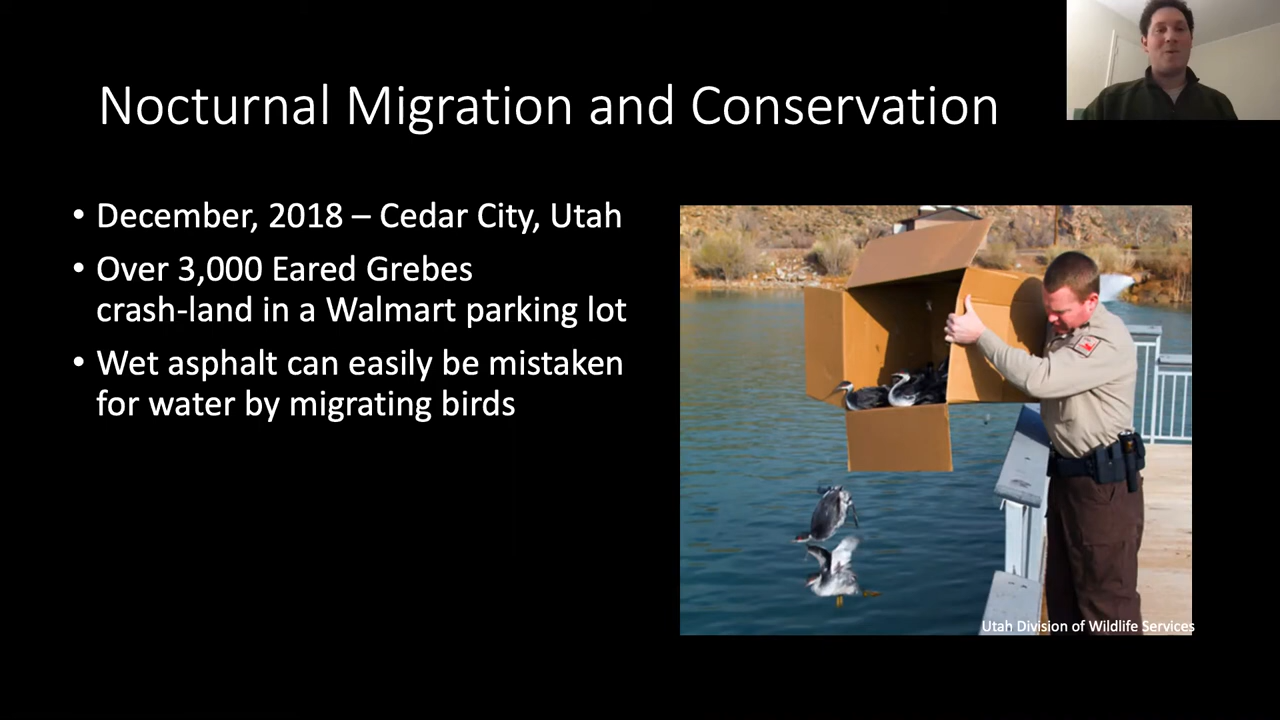 Nocturnal Migration and Conservation
• December, 2018 – Cedar City, Utah
• Over 3,000 Eared Grebes
crash-land in a Walmart parking lot
• Wet asphalt can easily be mistaken
for water by migrating birds
Utah Division of Wildlife Services